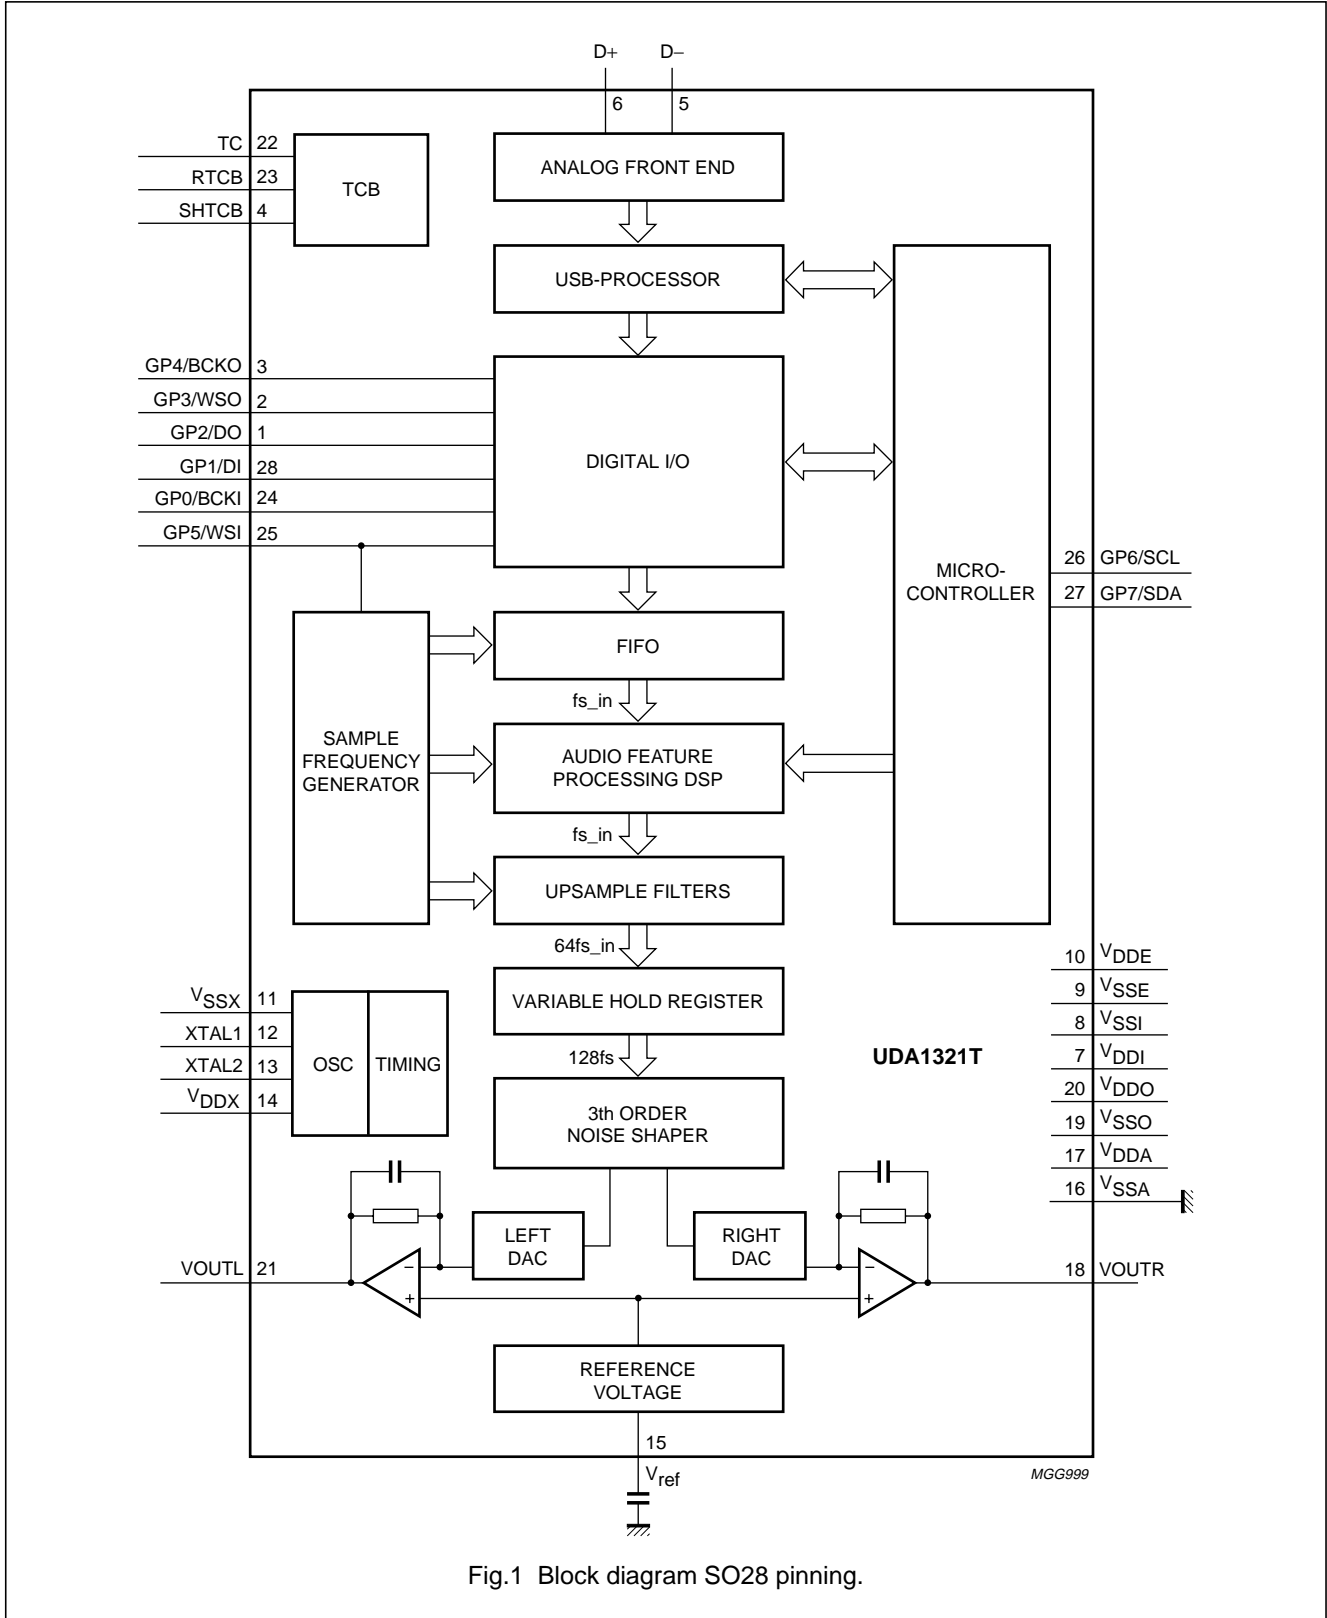 D+ D−
6 5
TC 22
RTCB 23
SHTCB 4
TCB
ANALOG FRONT END
USB-PROCESSOR
GP4/BCKO 3
GP3/WSO 2
GP2/DO 1
GP1/DI 28
GP0/BCKI 24
GP5/WSI 25
DIGITAL I/O
MICRO-
CONTROLLER
26 GP6/SCL
27 GP7/SDA
FIFO
fs_in
SAMPLE
FREQUENCY
GENERATOR
AUDIO FEATURE
PROCESSING DSP
fs_in
UPSAMPLE FILTERS
64fs_in
VARIABLE HOLD REGISTER
128fs
3th ORDER
NOISE SHAPER
VSSX 11
XTAL1 12
XTAL2 13
VDDX 14
OSC TIMING
UDA1321T
10 VDDE
9 VSSE
8 VSSI
7 VDDI
20 VDDO
19 VSSO
17 VDDA
16 VSSA
LEFT
DAC
RIGHT
DAC
VOUTL 21
− +
− +
18 VOUTR
REFERENCE
VOLTAGE
15
Vref
MGG999
Fig.1 Block diagram SO28 pinning.